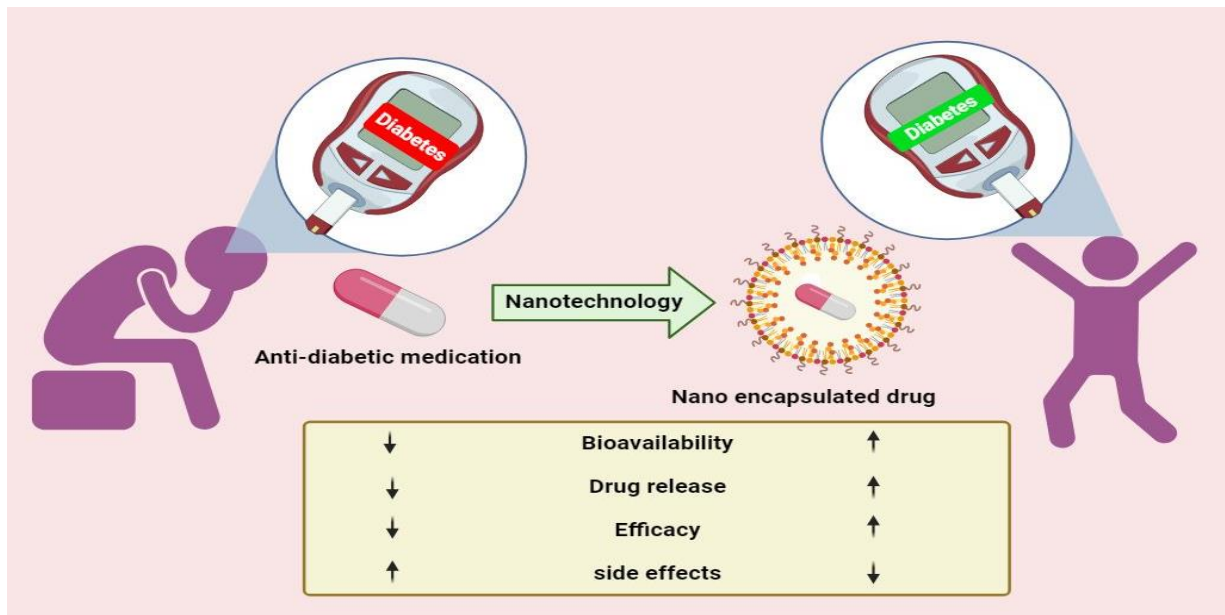 Diabetes
Diabetes
Nanotechnology
Anti-diabetic medication
Nano encapsulated drug
↓ Bioavailability ↑
↓ Drug release ↑
↓ Efficacy ↑
↑ side effects ↓